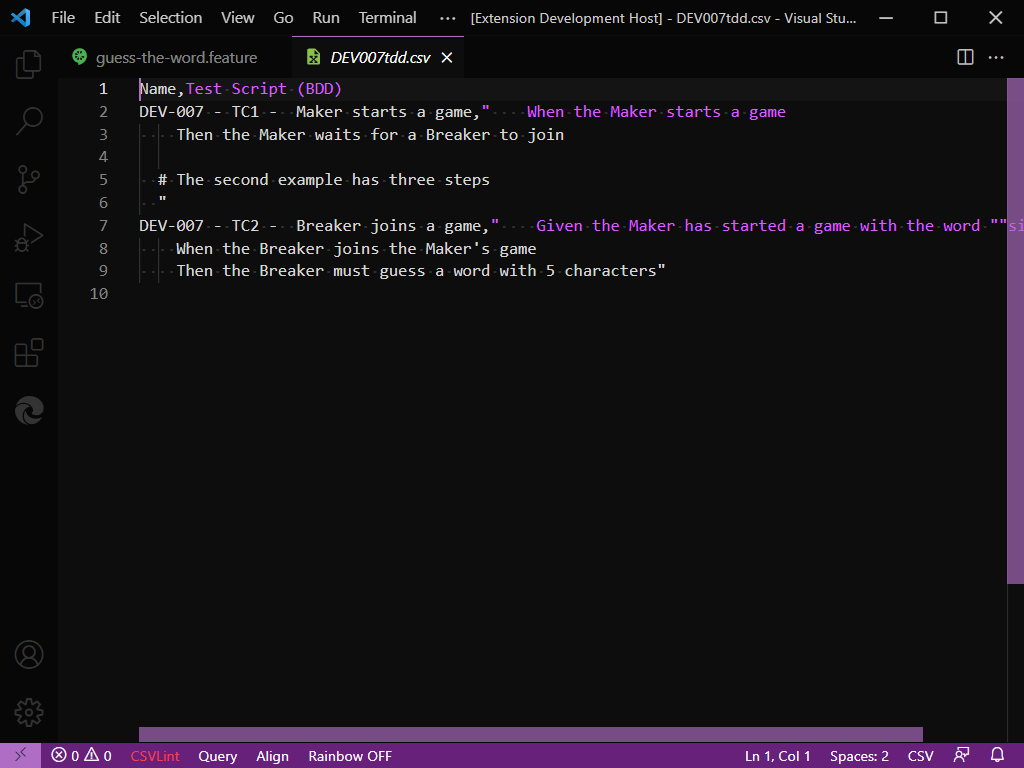 File Edit Selection View Go Run Terminal ··· [Extension Development Host] - DEV007tdd.csv - Visual Stu...
guess-the-word.feature DEV007tdd.csv
1 Name,Test Script (BDD)
2 DEV-007 - TC1 -  Maker starts a game,"    When the Maker starts a game
3     Then the Maker waits for a Breaker to join
4
5   # The second example has three steps
6   "
7 DEV-007 - TC2 -  Breaker joins a game,"    Given the Maker has started a game with the word ""si
8     When the Breaker joins the Maker's game
9     Then the Breaker must guess a word with 5 characters"
10
0 0 CSVLint Query Align Rainbow OFF Ln 1, Col 1 Spaces: 2 CSV